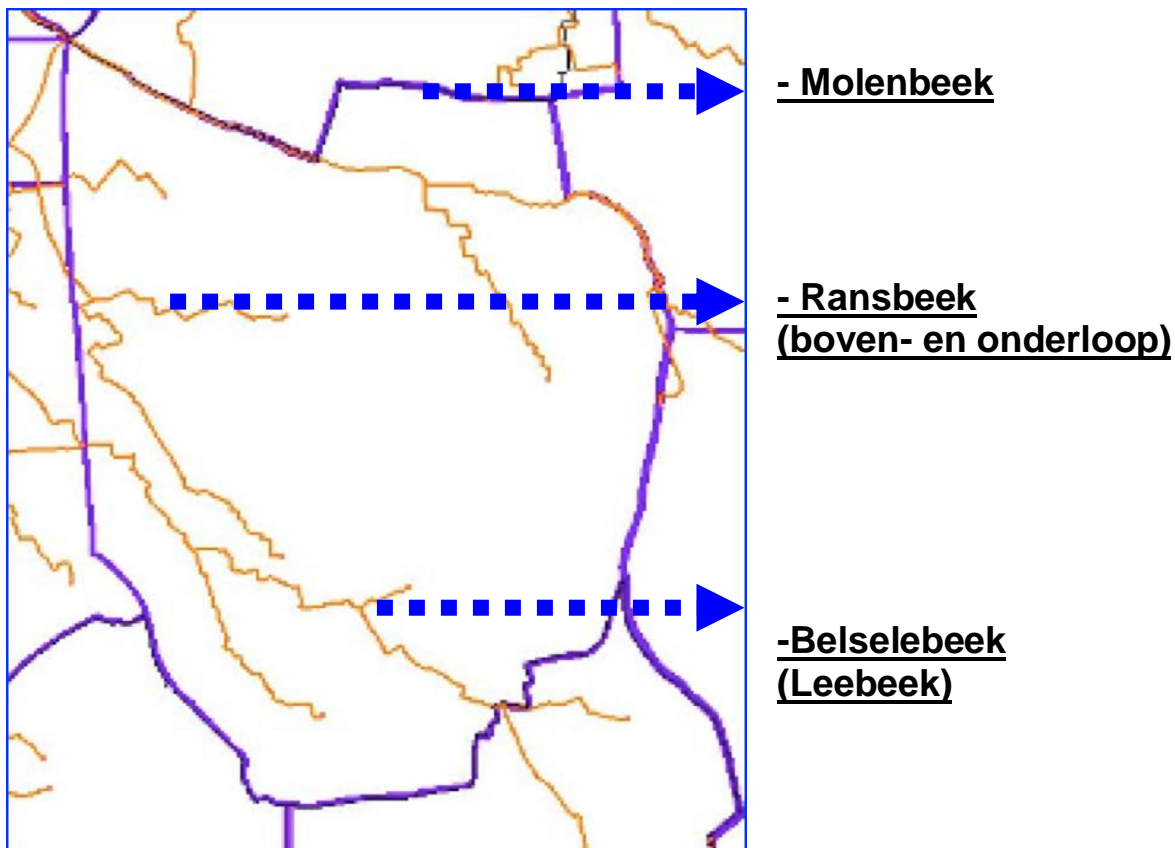 - Molenbeek
- Ransbeek
(boven- en onderloop)
-Belselebeek
(Leebeek)